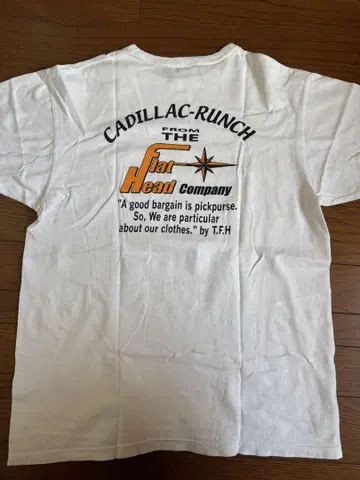 CADILLAC-RUNCH
FROM
THE
Flat
Head Company
"A good bargain is pickpurse.
So, We are particular
about our clothes." by T.F.H